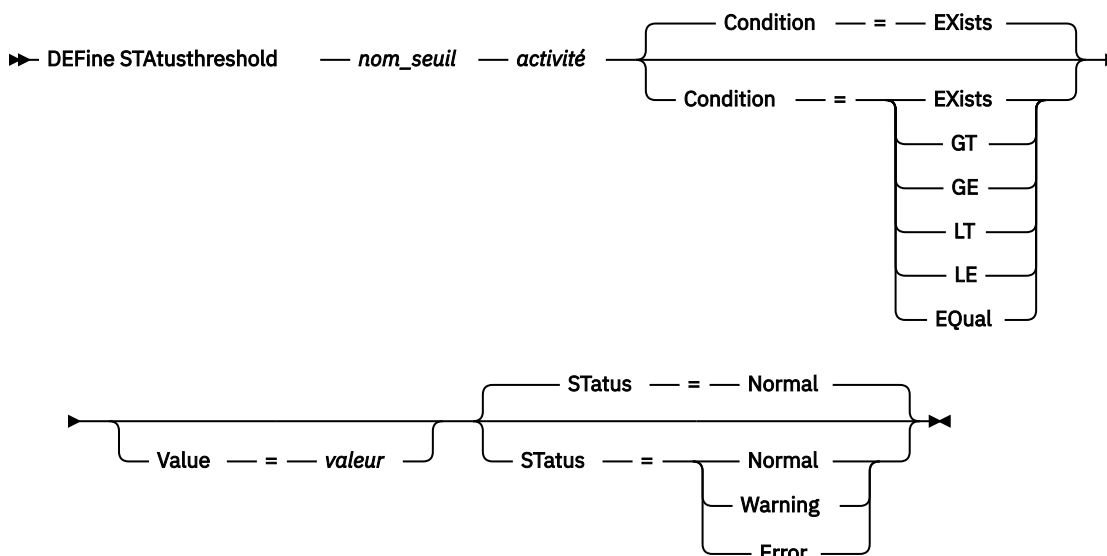 Condition = EXists
DEFine STAtusthreshold nom_seuil activité
Condition = EXists
GT
GE
LT
LE
EQual
STatus = Normal
Value = valeur
STatus = Normal
Warning
Error